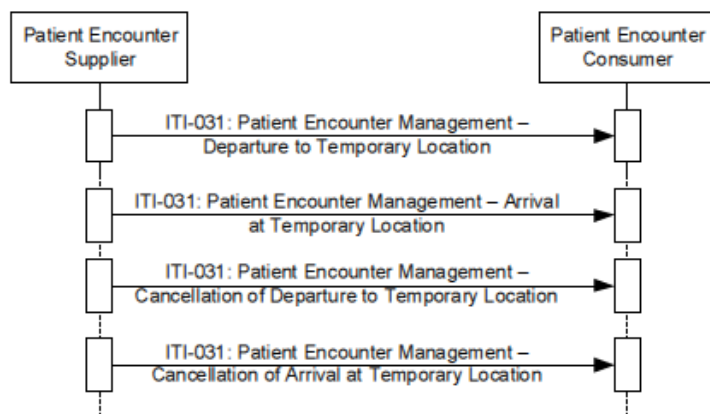 Patient Encounter
Supplier
Patient Encounter
Consumer
ITI-031: Patient Encounter Management –
Departure to Temporary Location
ITI-031: Patient Encounter Management – Arrival
at Temporary Location
ITI-031: Patient Encounter Management –
Cancellation of Departure to Temporary Location
ITI-031: Patient Encounter Management –
Cancellation of Arrival at Temporary Location